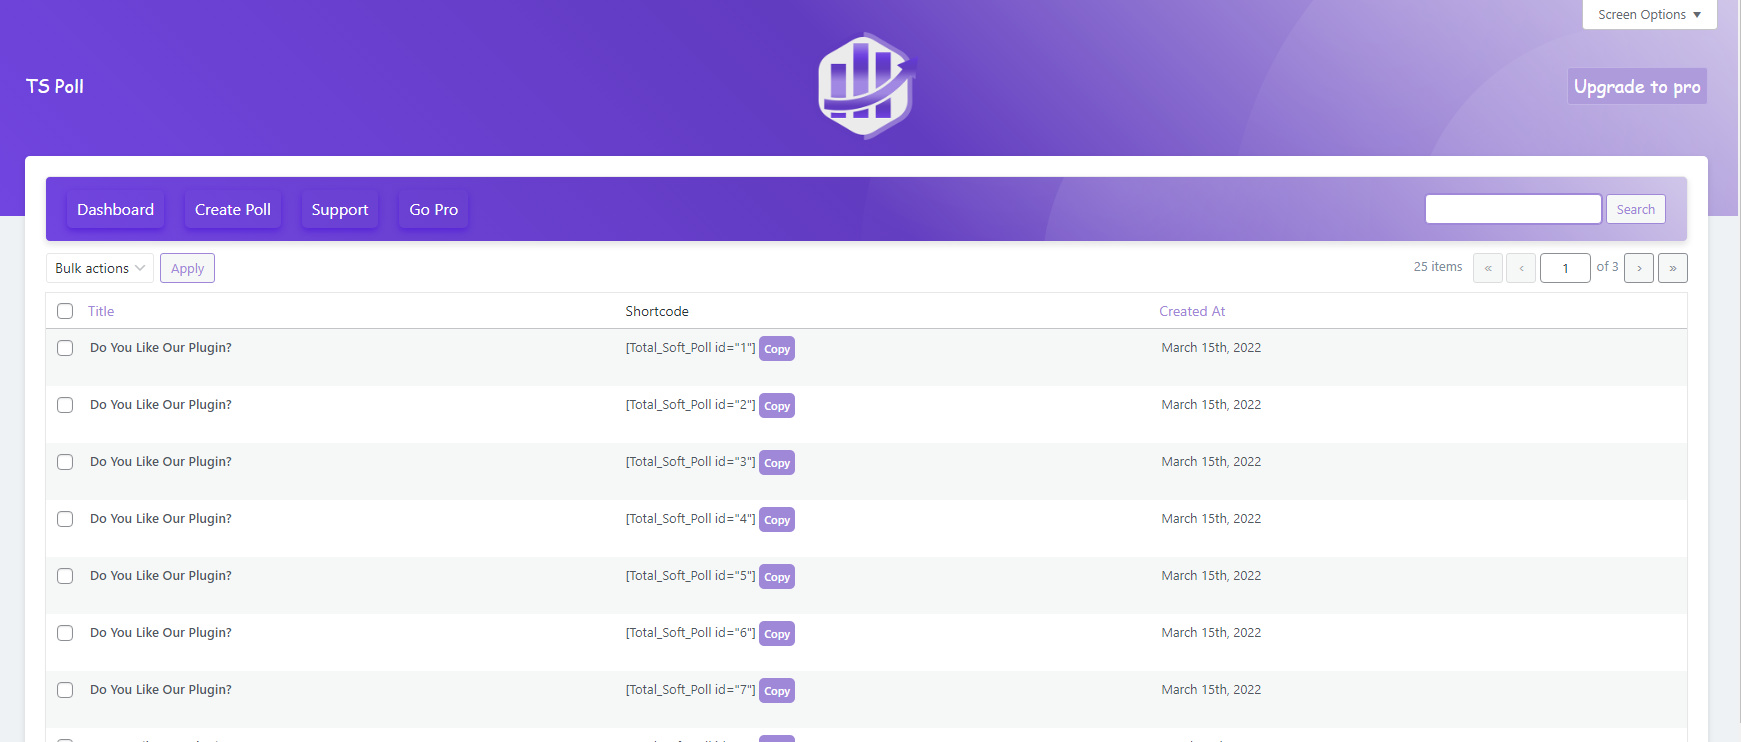 Screen Options ▼
TS Poll
Upgrade to pro
Dashboard Create Poll Support Go Pro Search
Bulk actions Apply 25 items « ‹ 1 of 3 › »
Title Shortcode Created At
Do You Like Our Plugin? [Total_Soft_Poll id="1"] Copy March 15th, 2022
Do You Like Our Plugin? [Total_Soft_Poll id="2"] Copy March 15th, 2022
Do You Like Our Plugin? [Total_Soft_Poll id="3"] Copy March 15th, 2022
Do You Like Our Plugin? [Total_Soft_Poll id="4"] Copy March 15th, 2022
Do You Like Our Plugin? [Total_Soft_Poll id="5"] Copy March 15th, 2022
Do You Like Our Plugin? [Total_Soft_Poll id="6"] Copy March 15th, 2022
Do You Like Our Plugin? [Total_Soft_Poll id="7"] Copy March 15th, 2022